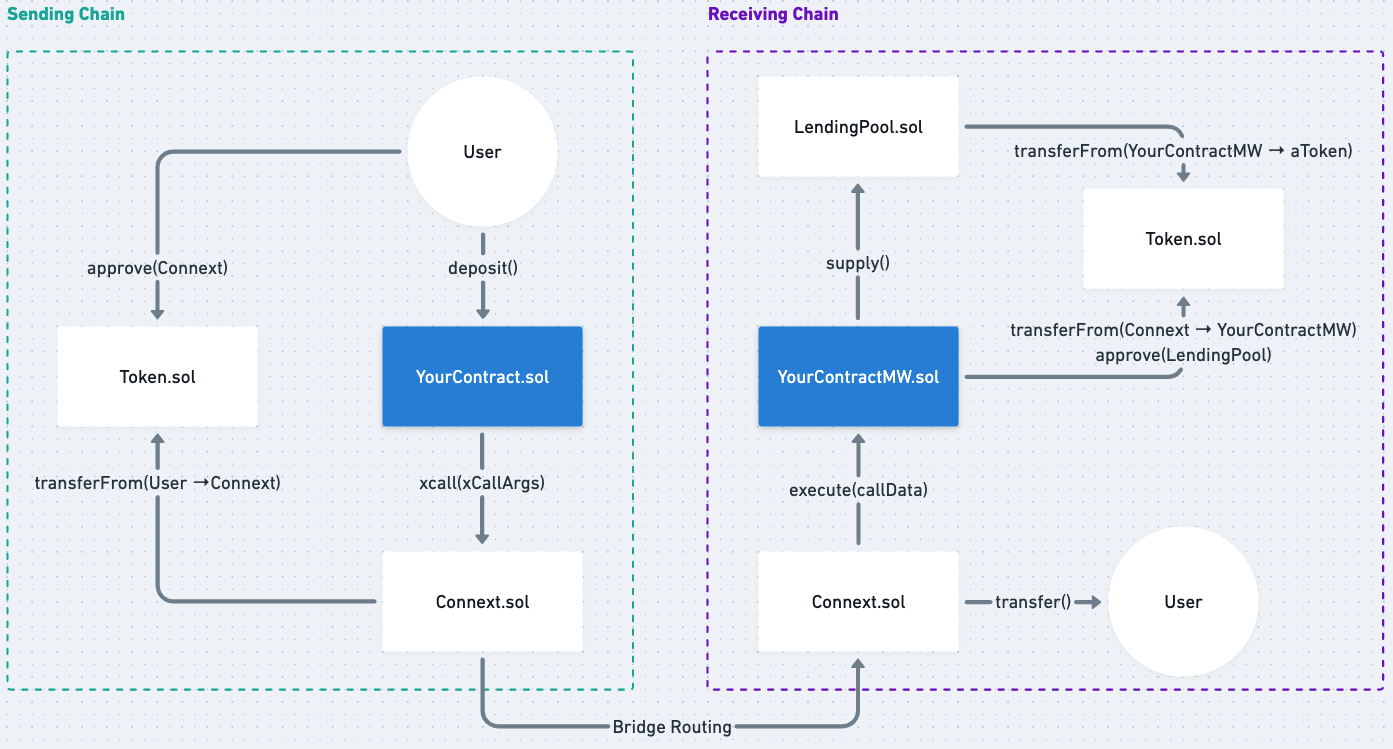 Sending Chain
User
approve(Connext)
deposit()
Token.sol
YourContract.sol
transferFrom(User →Connext)
xcall(xCallArgs)
Connext.sol
Bridge Routing
Receiving Chain
LendingPool.sol
transferFrom(YourContractMW → aToken)
Token.sol
supply()
transferFrom(Connext → YourContractMW)
approve(LendingPool)
YourContractMW.sol
execute(callData)
Connext.sol
transfer()
User